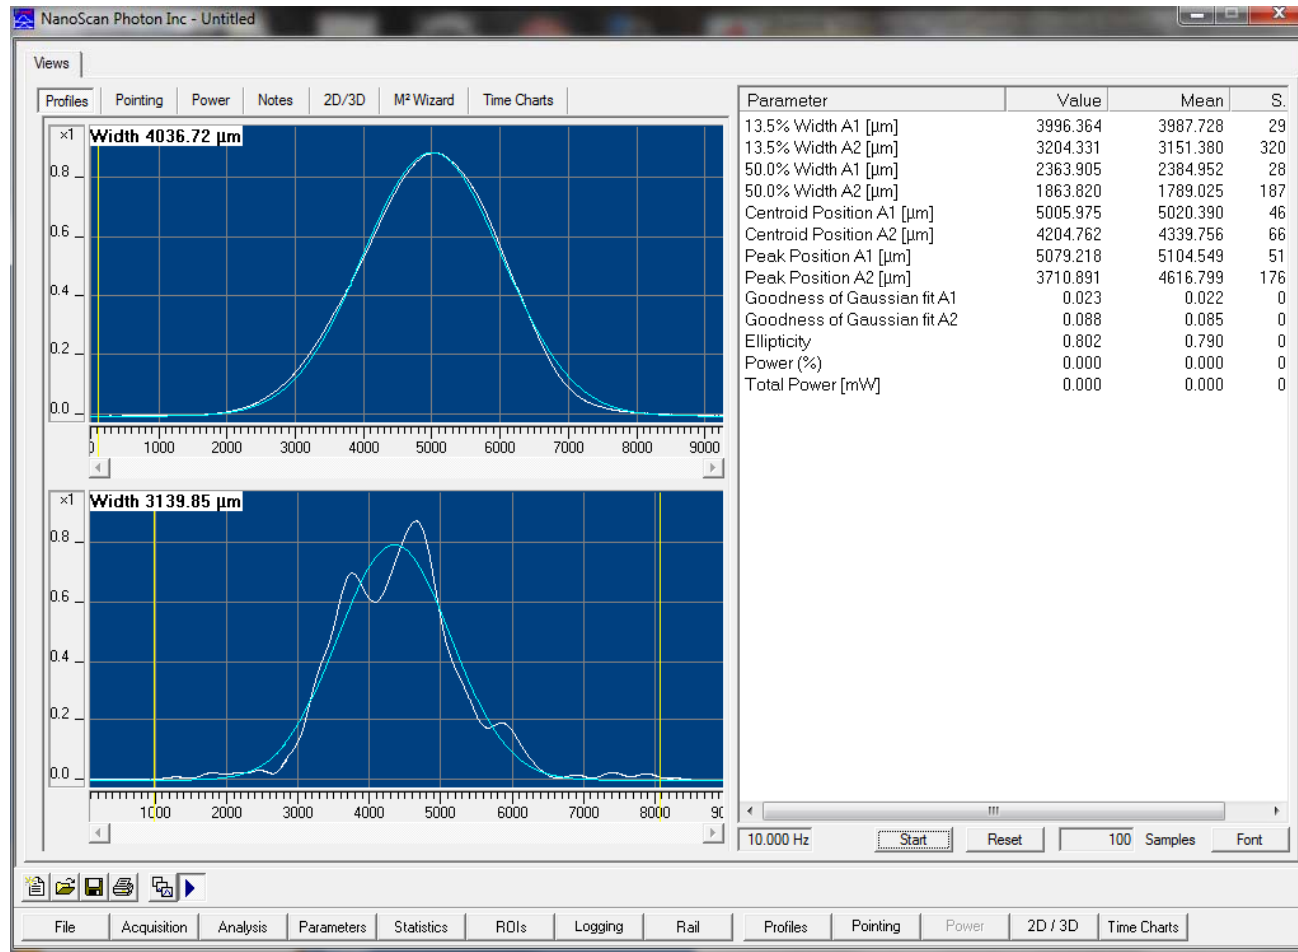 NanoScan Photon Inc - Untitled
Views
Profiles Pointing Power Notes 2D/3D M² Wizard Time Charts
×1 Width 4036.72 µm
0.8
0.6
0.4
0.2
0.0
0 1000 2000 3000 4000 5000 6000 7000 8000 9000
×1 Width 3139.85 µm
0.8
0.6
0.4
0.2
0.0
1000 2000 3000 4000 5000 6000 7000 8000 90
Parameter Value Mean S.
13.5% Width A1 [µm] 3996.364 3987.728 29
13.5% Width A2 [µm] 3204.331 3151.380 320
50.0% Width A1 [µm] 2363.905 2384.952 28
50.0% Width A2 [µm] 1863.820 1789.025 187
Centroid Position A1 [µm] 5005.975 5020.390 46
Centroid Position A2 [µm] 4204.762 4339.756 66
Peak Position A1 [µm] 5079.218 5104.549 51
Peak Position A2 [µm] 3710.891 4616.799 176
Goodness of Gaussian fit A1 0.023 0.022 0
Goodness of Gaussian fit A2 0.088 0.085 0
Ellipticity 0.802 0.790 0
Power (%) 0.000 0.000 0
Total Power [mW] 0.000 0.000 0
10.000 Hz Start Reset 100 Samples Font
File Acquisition Analysis Parameters Statistics ROIs Logging Rail Profiles Pointing Power 2D / 3D Time Charts